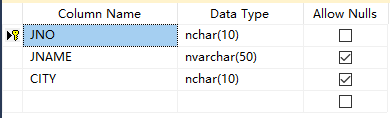 Column Name Data Type Allow Nulls
JNO nchar(10)
JNAME nvarchar(50)
CITY nchar(10)